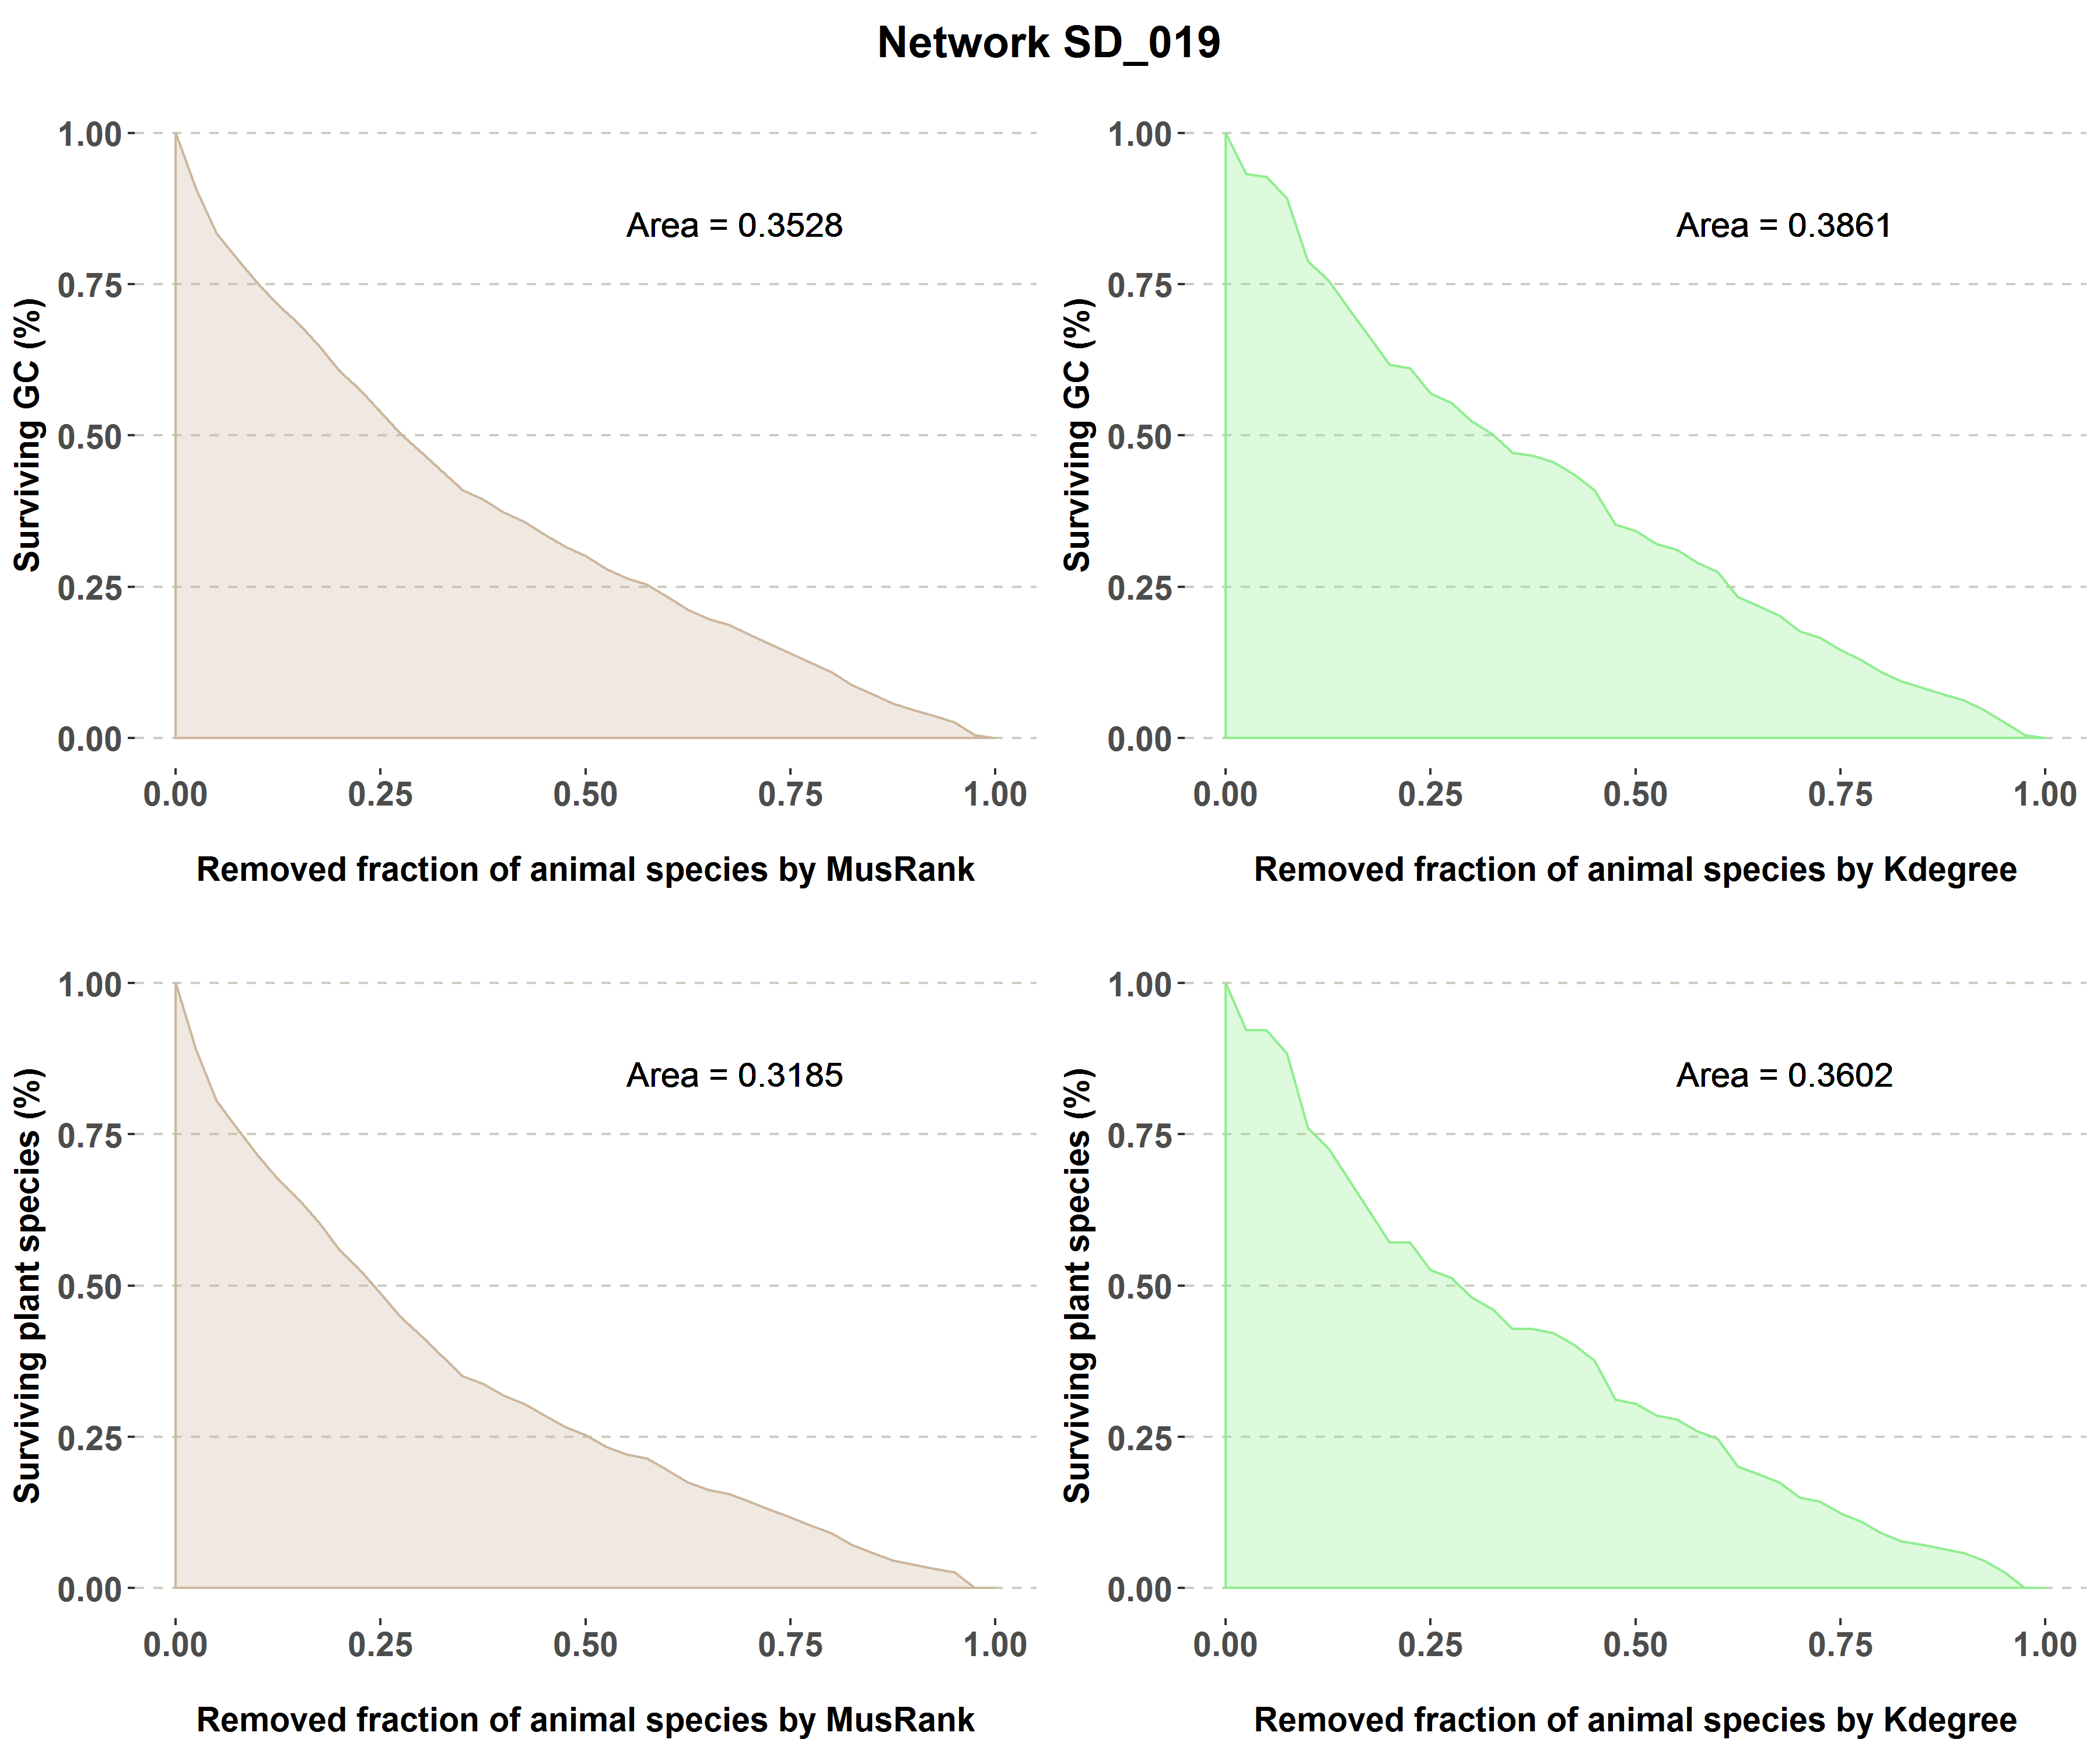 Network SD_019
Surviving GC (%)
1.00
0.75
0.50
0.25
0.00
Area = 0.3528
0.00 0.25 0.50 0.75 1.00
Removed fraction of animal species by MusRank
Surviving GC (%)
1.00
0.75
0.50
0.25
0.00
Area = 0.3861
0.00 0.25 0.50 0.75 1.00
Removed fraction of animal species by Kdegree
Surviving plant species (%)
1.00
0.75
0.50
0.25
0.00
Area = 0.3185
0.00 0.25 0.50 0.75 1.00
Removed fraction of animal species by MusRank
Surviving plant species (%)
1.00
0.75
0.50
0.25
0.00
Area = 0.3602
0.00 0.25 0.50 0.75 1.00
Removed fraction of animal species by Kdegree